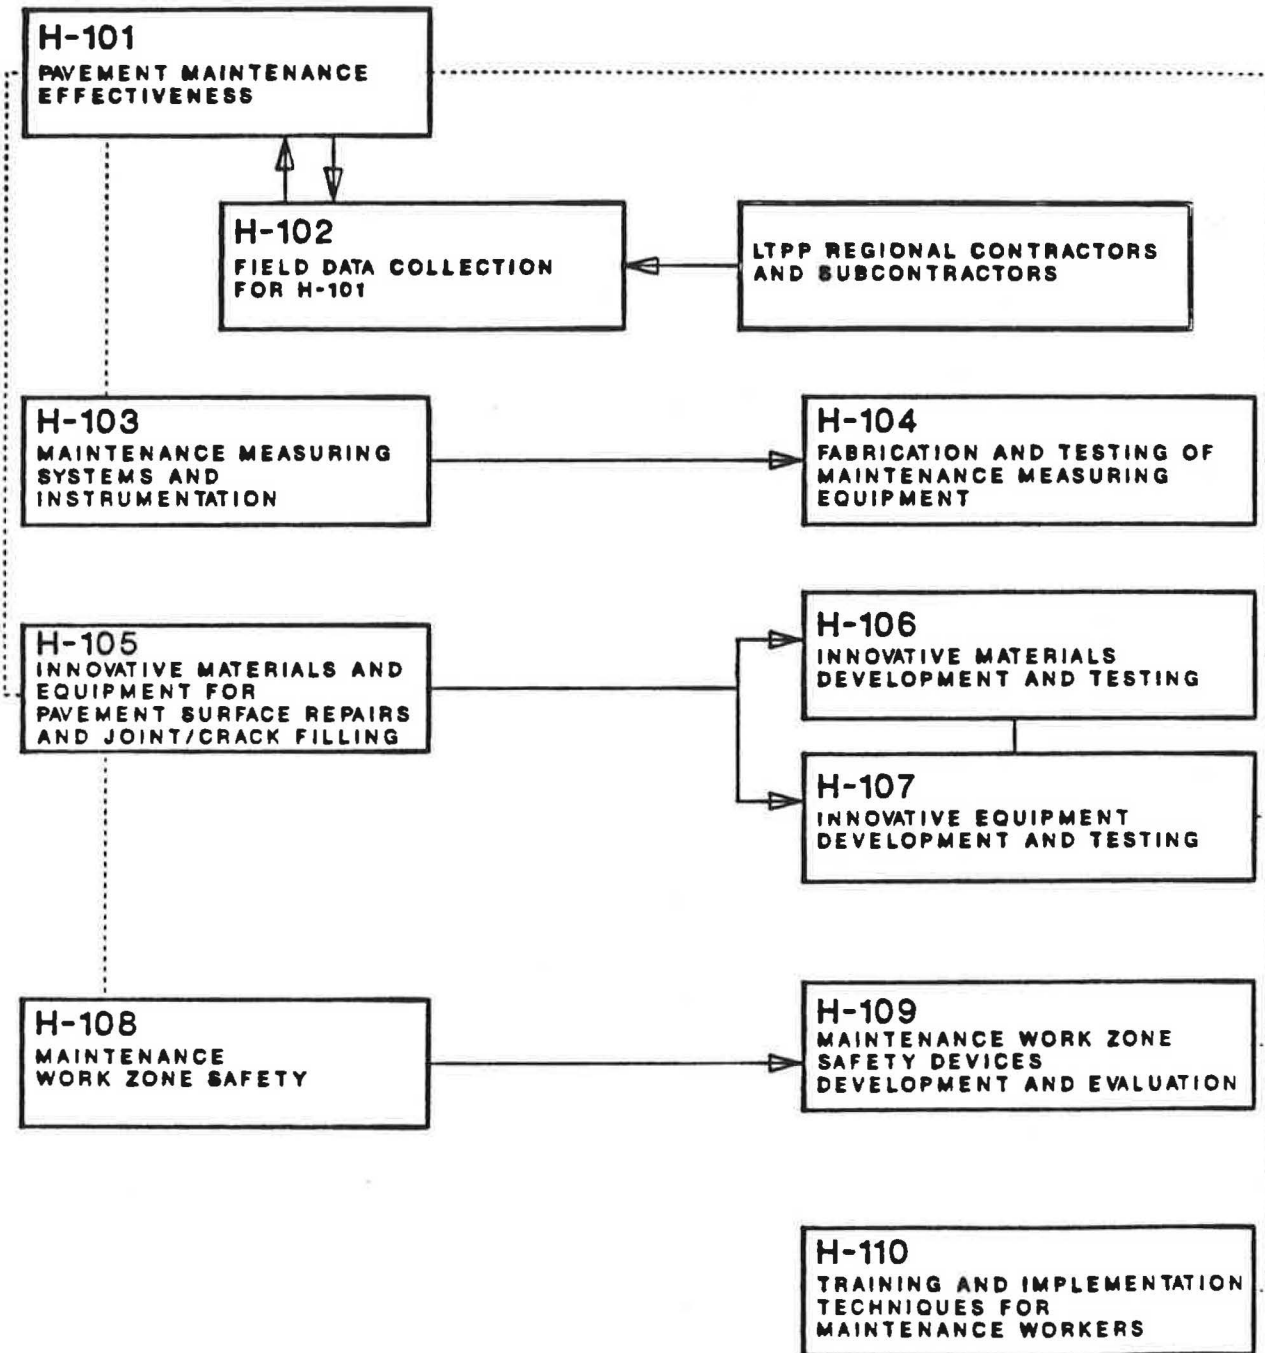 H-101
PAVEMENT MAINTENANCE
EFFECTIVENESS
H-102
FIELD DATA COLLECTION
FOR H-101
LTPP REGIONAL CONTRACTORS
AND SUBCONTRACTORS
H-103
MAINTENANCE MEASURING
SYSTEMS AND
INSTRUMENTATION
H-104
FABRICATION AND TESTING OF
MAINTENANCE MEASURING
EQUIPMENT
H-105
INNOVATIVE MATERIALS AND
EQUIPMENT FOR
PAVEMENT SURFACE REPAIRS
AND JOINT/CRACK FILLING
H-106
INNOVATIVE MATERIALS
DEVELOPMENT AND TESTING
H-107
INNOVATIVE EQUIPMENT
DEVELOPMENT AND TESTING
H-108
MAINTENANCE
WORK ZONE SAFETY
H-109
MAINTENANCE WORK ZONE
SAFETY DEVICES
DEVELOPMENT AND EVALUATION
H-110
TRAINING AND IMPLEMENTATION
TECHNIQUES FOR
MAINTENANCE WORKERS